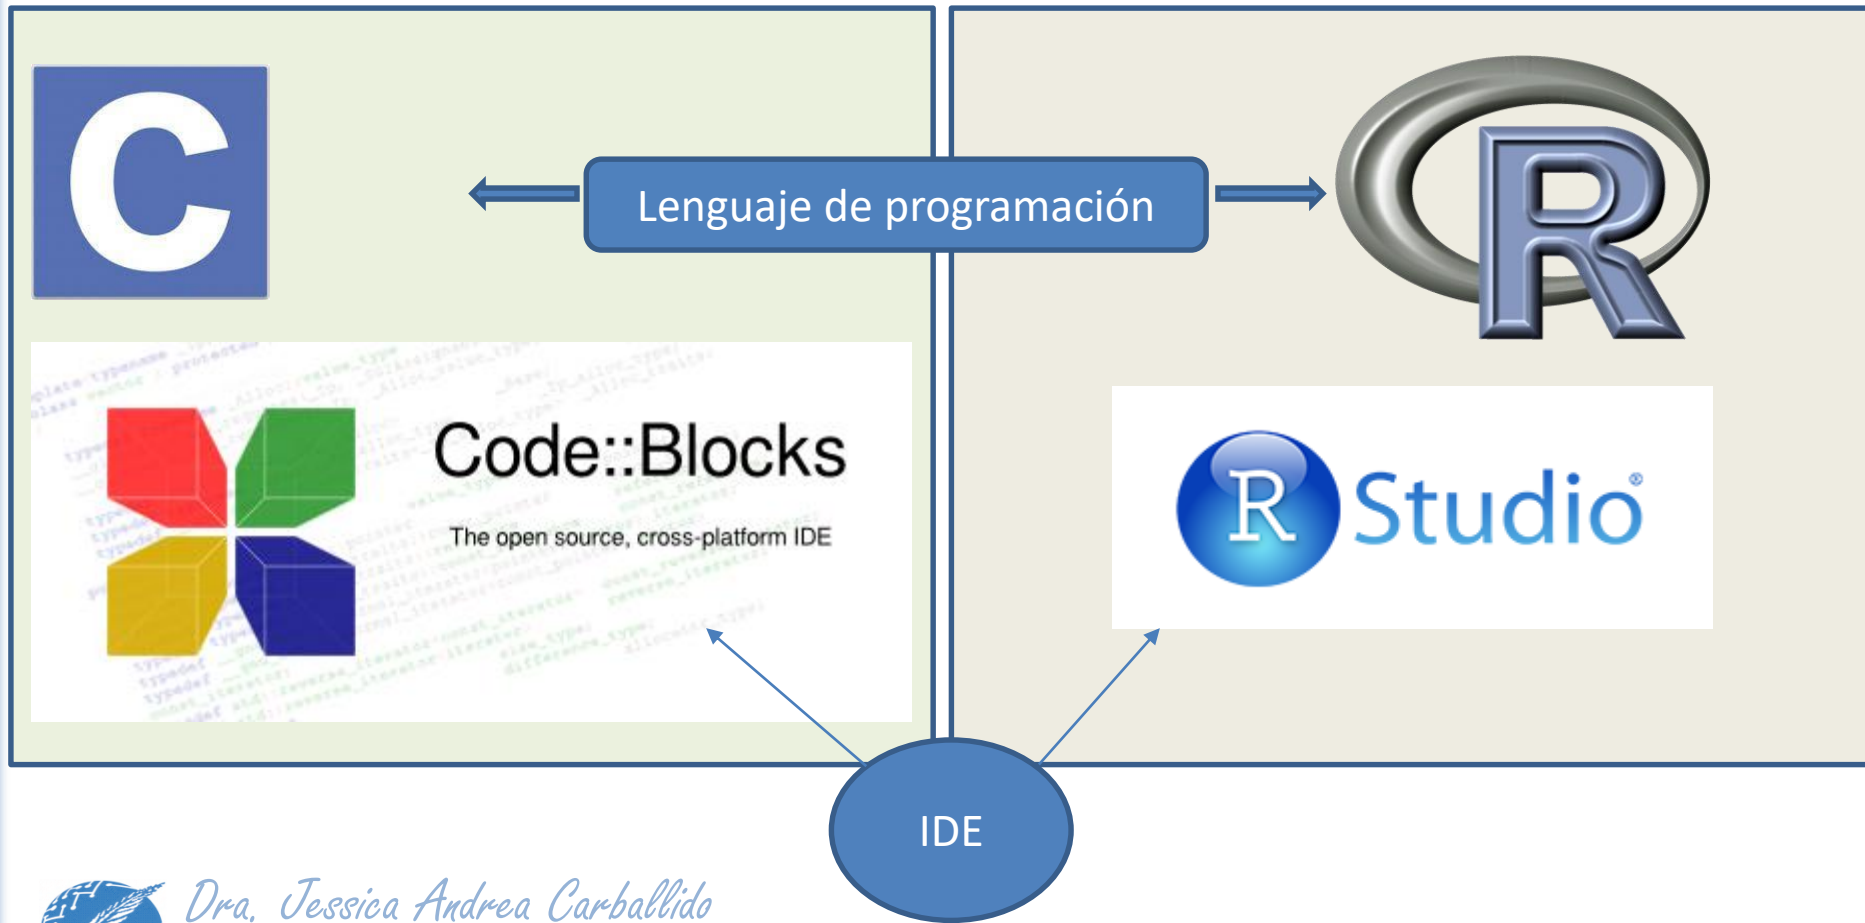 C
Lenguaje de programación
R
Code::Blocks
The open source, cross-platform IDE
R Studio®
IDE
Dra. Jessica Andrea Carballido